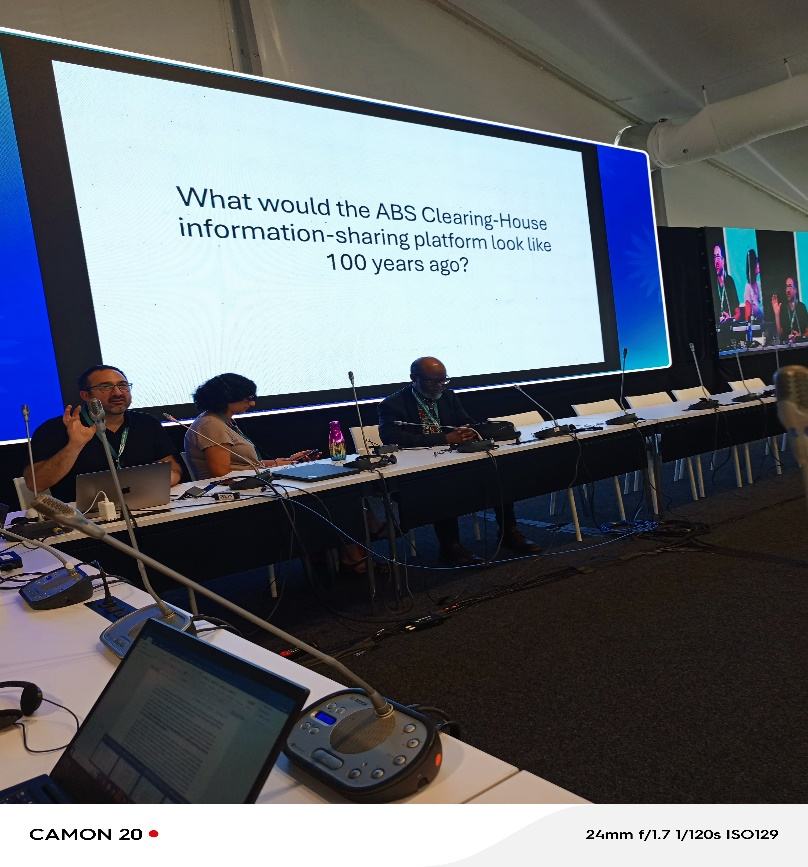 What would the ABS Clearing-House
information-sharing platform look like
100 years ago?
CAMON 20
24mm f/1.7 1/120s ISO129